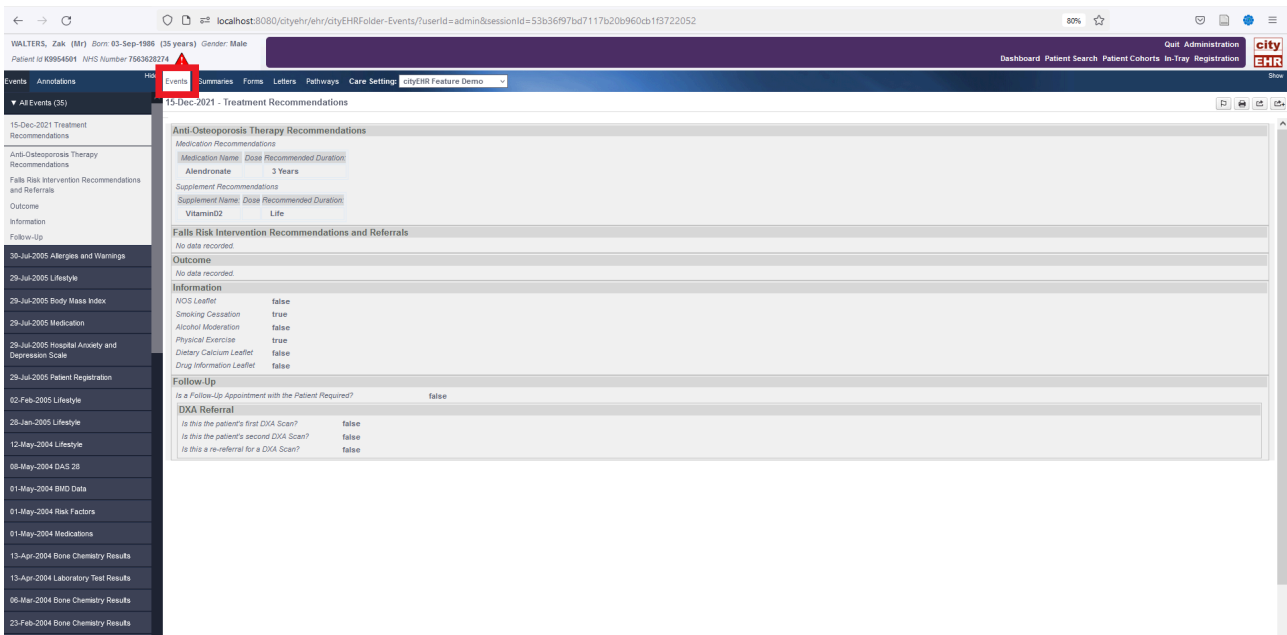 localhost:8080/cityehr/ehr/cityEHRFolder-Events/?userId=admin&sessionId=53b36f97bd7117b20b960cb1f3722052
80%
WALTERS, Zak (Mr) Born: 03-Sep-1986 (35 years) Gender: Male
Patient Id K9954501 NHS Number 7563628274
Quit Administration
Dashboard Patient Search Patient Cohorts In-Tray Registration
city
EHR
Events Annotations Hide
Events Summaries Forms Letters Pathways Care Setting: cityEHR Feature Demo
Show
▼ All Events (35)
15-Dec-2021 Treatment
Recommendations
Anti-Osteoporosis Therapy
Recommendations
Falls Risk Intervention Recommendations
and Referrals
Outcome
Information
Follow-Up
30-Jul-2005 Allergies and Warnings
29-Jul-2005 Lifestyle
29-Jul-2005 Body Mass Index
29-Jul-2005 Medication
29-Jul-2005 Hospital Anxiety and
Depression Scale
29-Jul-2005 Patient Registration
02-Feb-2005 Lifestyle
28-Jan-2005 Lifestyle
12-May-2004 Lifestyle
08-May-2004 DAS 28
01-May-2004 BMD Data
01-May-2004 Risk Factors
01-May-2004 Medications
13-Apr-2004 Bone Chemistry Results
13-Apr-2004 Laboratory Test Results
06-Mar-2004 Bone Chemistry Results
23-Feb-2004 Bone Chemistry Results
15-Dec-2021 - Treatment Recommendations
Anti-Osteoporosis Therapy Recommendations
Medication Recommendations
Medication Name Dose Recommended Duration:
Alendronate 3 Years
Supplement Recommendations
Supplement Name: Dose Recommended Duration:
VitaminD2 Life
Falls Risk Intervention Recommendations and Referrals
No data recorded.
Outcome
No data recorded.
Information
NOS Leaflet false
Smoking Cessation true
Alcohol Moderation false
Physical Exercise true
Dietary Calcium Leaflet false
Drug Information Leaflet false
Follow-Up
Is a Follow-Up Appointment with the Patient Required? false
DXA Referral
Is this the patient's first DXA Scan? false
Is this the patient's second DXA Scan? false
Is this a re-referral for a DXA Scan? false